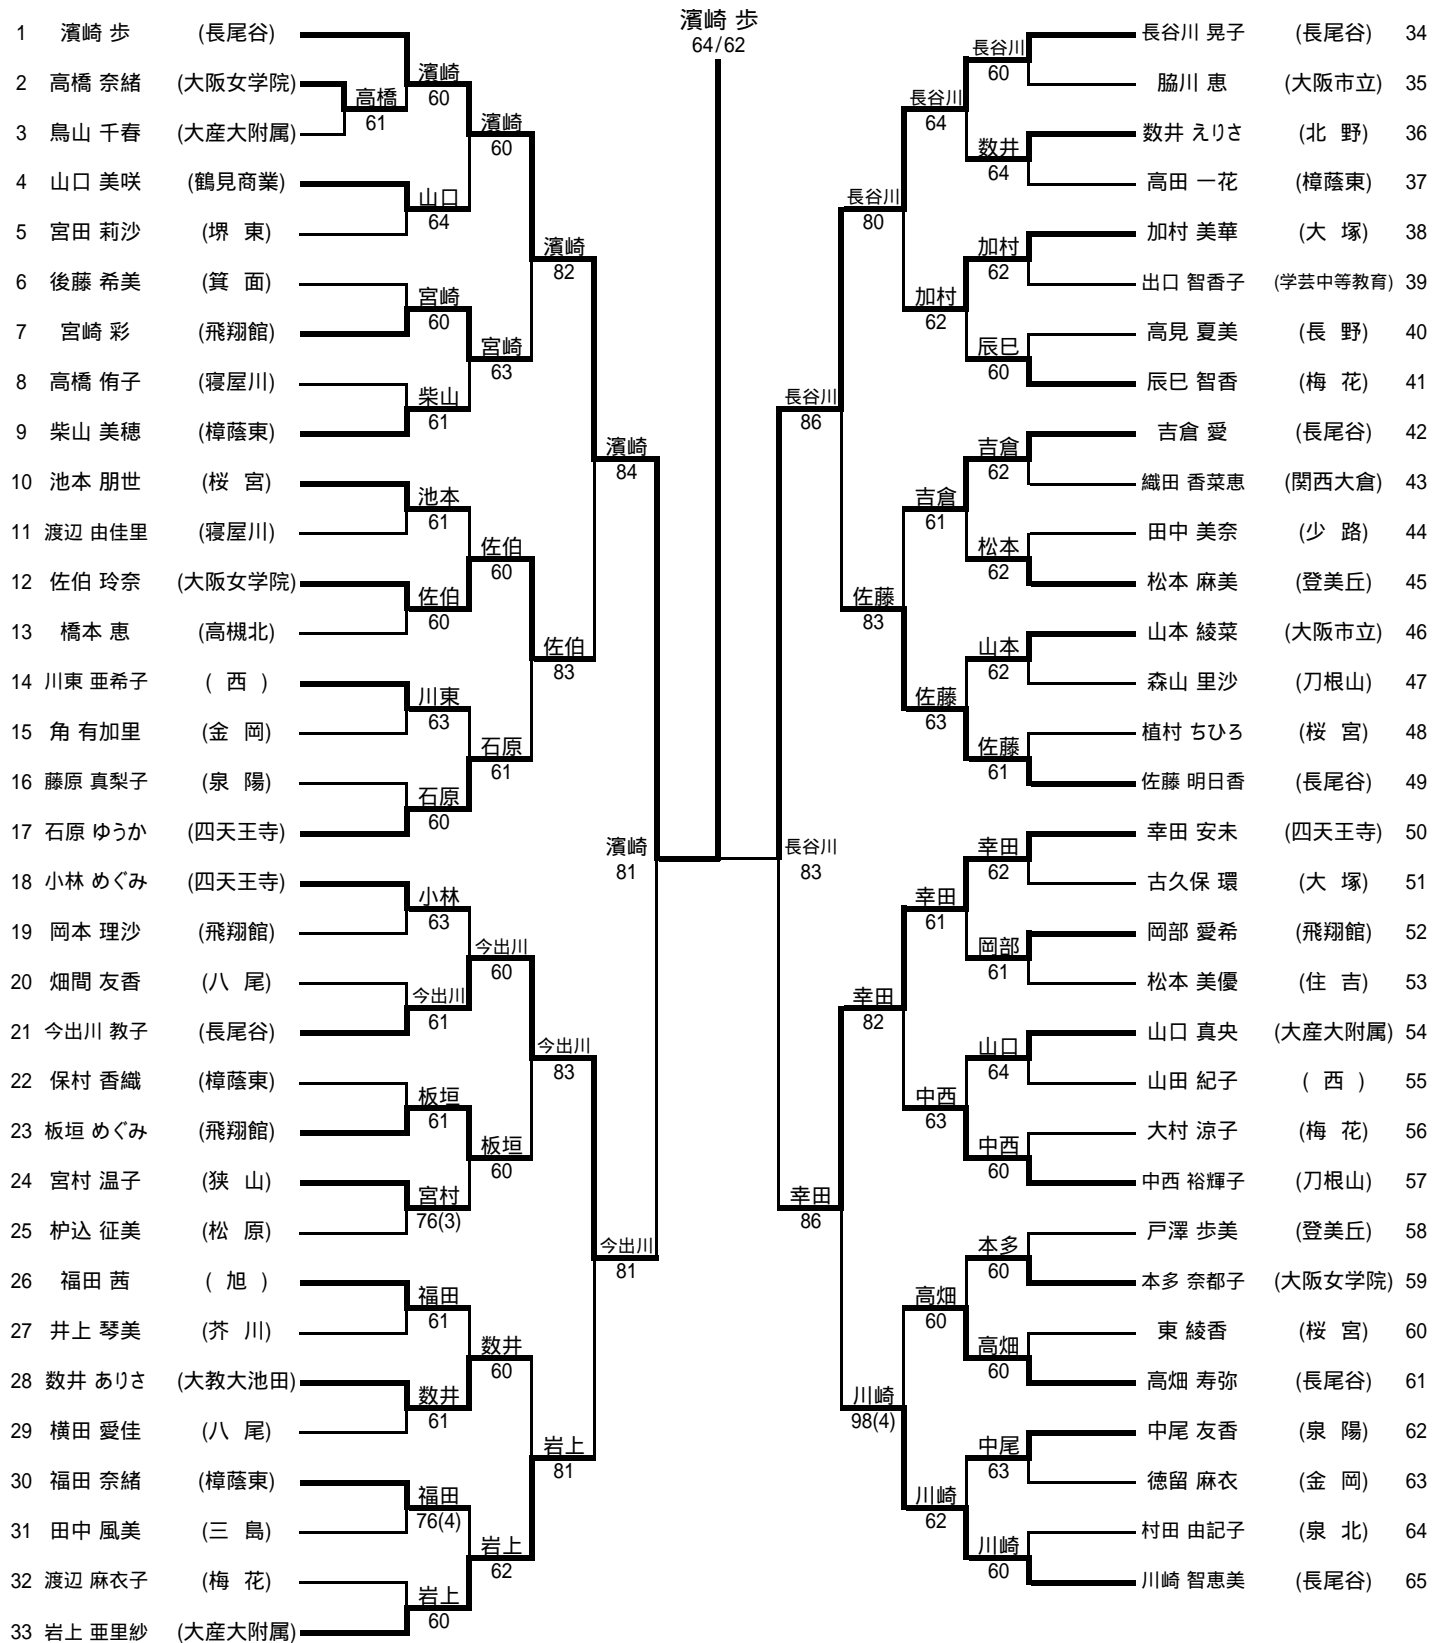 濱崎 歩
64/62
1 濱崎 歩 (長尾谷)
2 高橋 奈緒 (大阪女学院)
3 鳥山 千春 (大産大附属)
4 山口 美咲 (鶴見商業)
5 宮田 莉沙 (堺 東)
6 後藤 希美 (箕 面)
7 宮崎 彩 (飛翔館)
8 高橋 侑子 (寝屋川)
9 柴山 美穂 (樟蔭東)
10 池本 朋世 (桜 宮)
11 渡辺 由佳里 (寝屋川)
12 佐伯 玲奈 (大阪女学院)
13 橋本 恵 (高槻北)
14 川東 亜希子 ( 西 )
15 角 有加里 (金 岡)
16 藤原 真梨子 (泉 陽)
17 石原 ゆうか (四天王寺)
18 小林 めぐみ (四天王寺)
19 岡本 理沙 (飛翔館)
20 畑間 友香 (八 尾)
21 今出川 教子 (長尾谷)
22 保村 香織 (樟蔭東)
23 板垣 めぐみ (飛翔館)
24 宮村 温子 (狭 山)
25 枦込 征美 (松 原)
26 福田 茜 ( 旭 )
27 井上 琴美 (芥 川)
28 数井 ありさ (大教大池田)
29 横田 愛佳 (八 尾)
30 福田 奈緒 (樟蔭東)
31 田中 風美 (三 島)
32 渡辺 麻衣子 (梅 花)
33 岩上 亜里紗 (大産大附属)
高橋
61
濱崎
60
山口
64
宮崎
60
柴山
61
池本
61
佐伯
60
川東
63
石原
60
小林
63
今出川
61
板垣
61
宮村
76(3)
福田
61
数井
61
福田
76(4)
岩上
60
濱崎
60
宮崎
63
佐伯
60
石原
61
今出川
60
板垣
60
数井
60
岩上
62
濱崎
82
佐伯
83
今出川
83
岩上
81
濱崎
84
今出川
81
濱崎
81
長谷川
83
長谷川
86
幸田
86
長谷川
80
佐藤
83
幸田
82
川崎
98(4)
長谷川
64
加村
62
吉倉
61
佐藤
63
幸田
61
中西
63
高畑
60
川崎
62
長谷川
60
数井
64
加村
62
辰巳
60
吉倉
62
松本
62
山本
62
佐藤
61
幸田
62
岡部
61
山口
64
中西
60
本多
60
高畑
60
中尾
63
川崎
60
長谷川 晃子 (長尾谷) 34
脇川 恵 (大阪市立) 35
数井 えりさ (北 野) 36
高田 一花 (樟蔭東) 37
加村 美華 (大 塚) 38
出口 智香子 (学芸中等教育) 39
高見 夏美 (長 野) 40
辰巳 智香 (梅 花) 41
吉倉 愛 (長尾谷) 42
織田 香菜恵 (関西大倉) 43
田中 美奈 (少 路) 44
松本 麻美 (登美丘) 45
山本 綾菜 (大阪市立) 46
森山 里沙 (刀根山) 47
植村 ちひろ (桜 宮) 48
佐藤 明日香 (長尾谷) 49
幸田 安未 (四天王寺) 50
古久保 環 (大 塚) 51
岡部 愛希 (飛翔館) 52
松本 美優 (住 吉) 53
山口 真央 (大産大附属) 54
山田 紀子 ( 西 ) 55
大村 涼子 (梅 花) 56
中西 裕輝子 (刀根山) 57
戸澤 歩美 (登美丘) 58
本多 奈都子 (大阪女学院) 59
東 綾香 (桜 宮) 60
高畑 寿弥 (長尾谷) 61
中尾 友香 (泉 陽) 62
徳留 麻衣 (金 岡) 63
村田 由記子 (泉 北) 64
川崎 智恵美 (長尾谷) 65